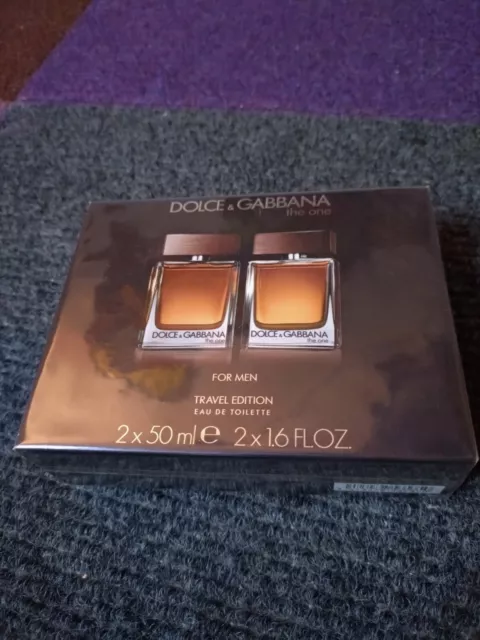 DOLCE & GABBANA
the one
DOLCE & GABBANA
the one
DOLCE & GABBANA
the one
FOR MEN
TRAVEL EDITION
EAU DE TOILETTE
2 x 50 ml e 2 x 1.6 FL.OZ.